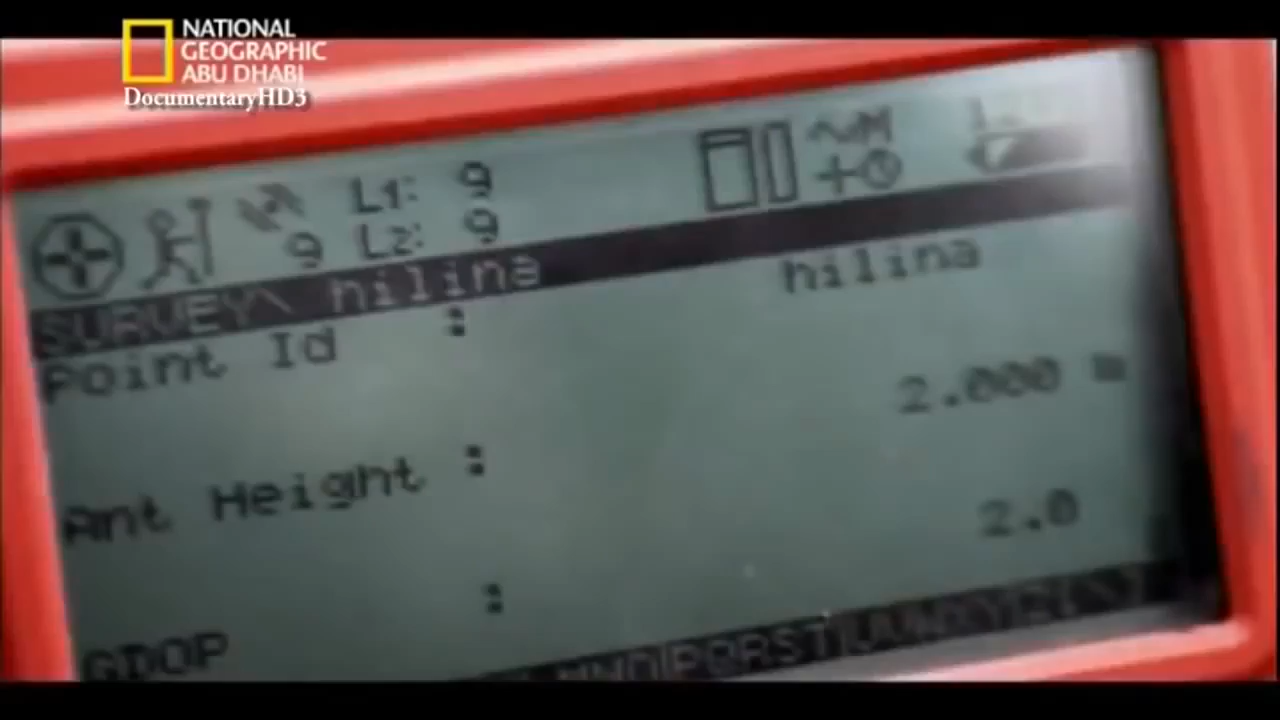 NATIONAL
GEOGRAPHIC
ABU DHABI
DocumentaryHD3
L1: 9
9 L2: 9
SURVEY\ hilina
Point Id : hilina
Ant Height : 2.000 m
GDOP : 2.0